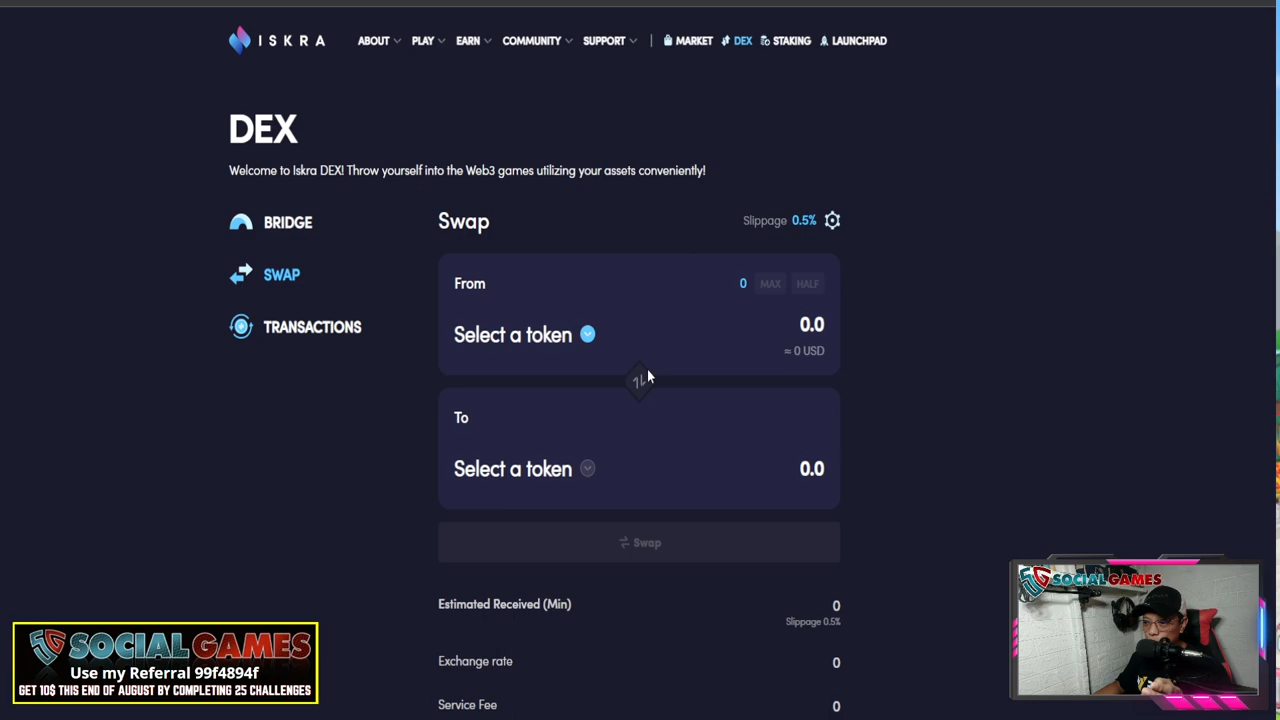 ISKRA ABOUT PLAY EARN COMMUNITY SUPPORT | MARKET DEX STAKING LAUNCHPAD
DEX
Welcome to Iskra DEX! Throw yourself into the Web3 games utilizing your assets conveniently!
BRIDGE
SWAP
TRANSACTIONS
Swap
Slippage 0.5%
From
0 MAX HALF
Select a token
0.0
≈ 0 USD
To
Select a token
0.0
Swap
Estimated Received (Min)
0
Slippage 0.5%
Exchange rate
0
Service Fee
0
SG SOCIAL GAMES
Use my Referral 99f4894f
GET 10$ THIS END OF AUGUST BY COMPLETING 25 CHALLENGES
SG SOCIAL GAMES